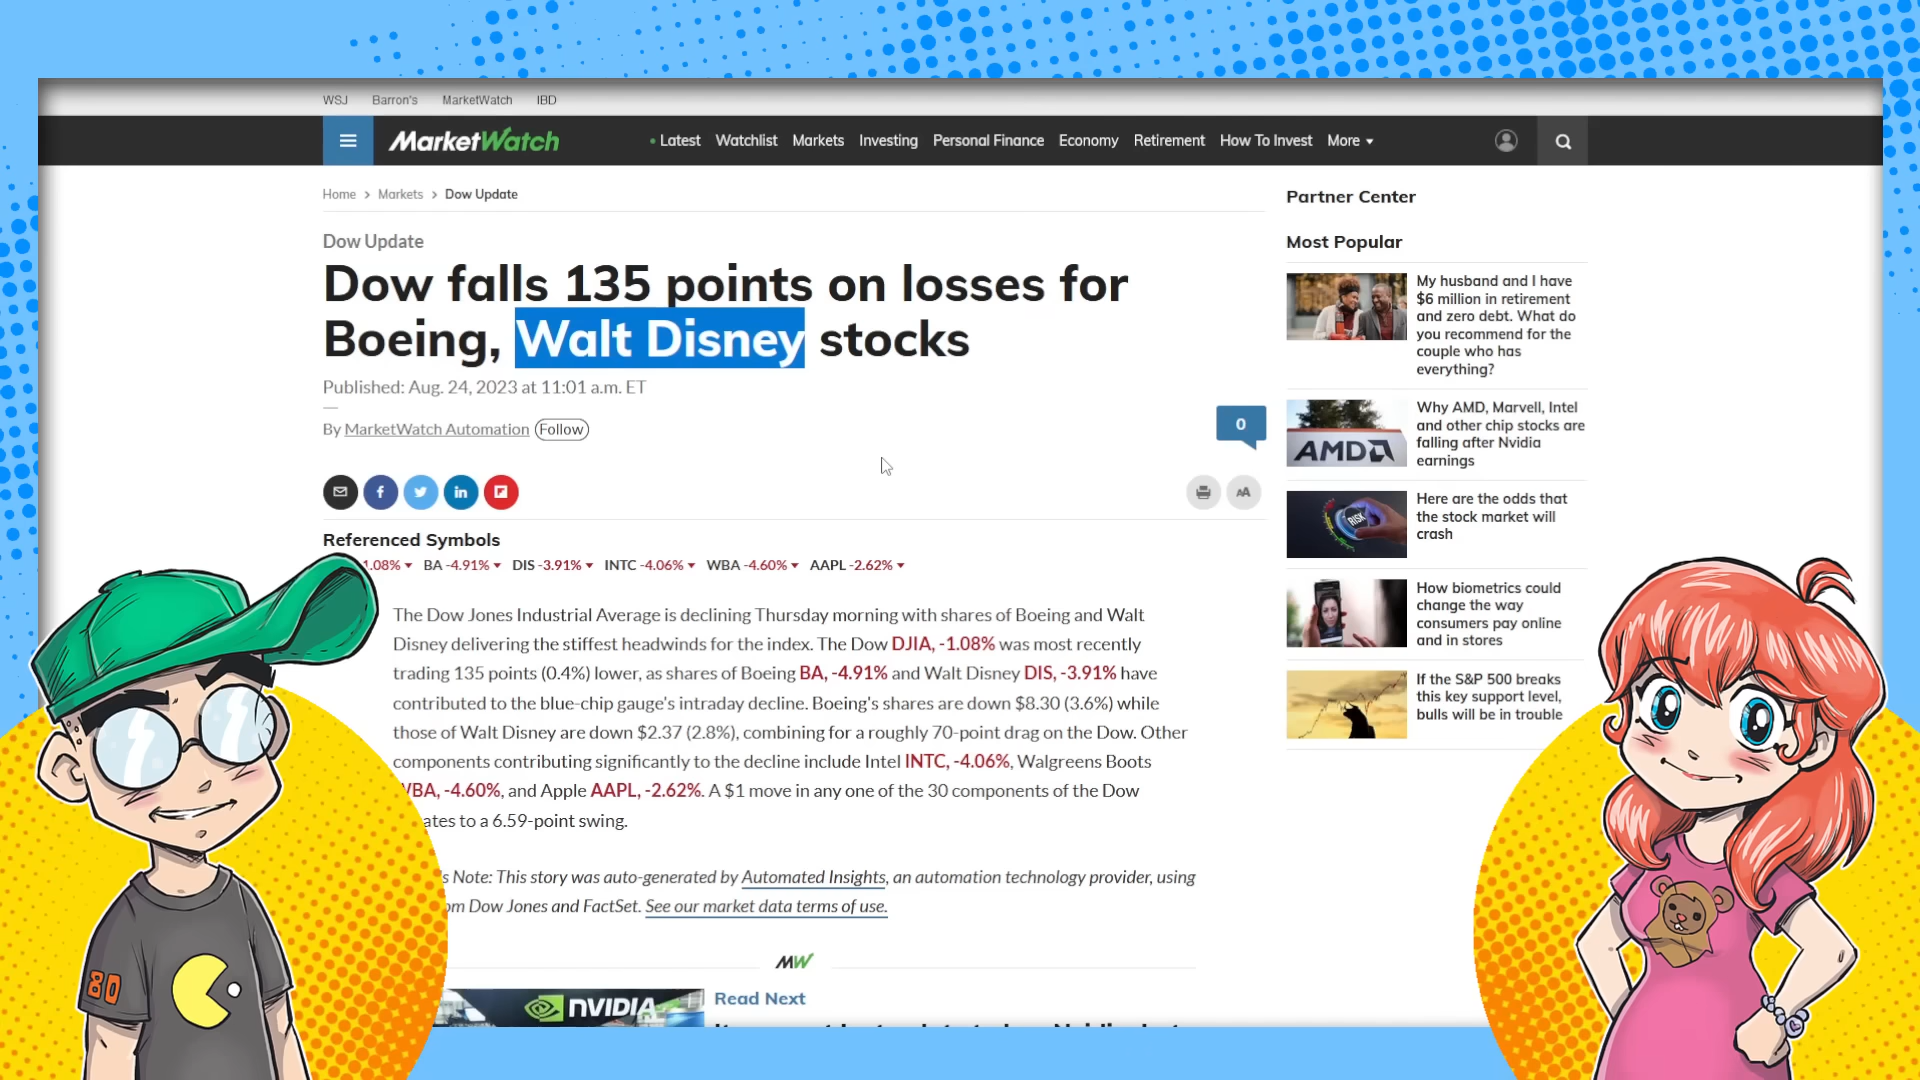 WSJ Barron's MarketWatch IBD
MarketWatch
Latest Watchlist Markets Investing Personal Finance Economy Retirement How To Invest More
Home > Markets > Dow Update
Dow Update
Dow falls 135 points on losses for
Boeing, Walt Disney stocks
Published: Aug. 24, 2023 at 11:01 a.m. ET
By MarketWatch Automation Follow
0
AA
Referenced Symbols
1.08% BA -4.91% DIS -3.91% INTC -4.06% WBA -4.60% AAPL -2.62%
The Dow Jones Industrial Average is declining Thursday morning with shares of Boeing and Walt
Disney delivering the stiffest headwinds for the index. The Dow DJIA, -1.08% was most recently
trading 135 points (0.4%) lower, as shares of Boeing BA, -4.91% and Walt Disney DIS, -3.91% have
contributed to the blue-chip gauge's intraday decline. Boeing's shares are down $8.30 (3.6%) while
those of Walt Disney are down $2.37 (2.8%), combining for a roughly 70-point drag on the Dow. Other
components contributing significantly to the decline include Intel INTC, -4.06%, Walgreens Boots
WBA, -4.60%, and Apple AAPL, -2.62%. A $1 move in any one of the 30 components of the Dow
ates to a 6.59-point swing.
s Note: This story was auto-generated by Automated Insights, an automation technology provider, using
om Dow Jones and FactSet. See our market data terms of use.
MW
NVIDIA
Read Next
Partner Center
Most Popular
My husband and I have
$6 million in retirement
and zero debt. What do
you recommend for the
couple who has
everything?
AMD
Why AMD, Marvell, Intel
and other chip stocks are
falling after Nvidia
earnings
RISK
Here are the odds that
the stock market will
crash
How biometrics could
change the way
consumers pay online
and in stores
If the S&P 500 breaks
this key support level,
bulls will be in trouble
80